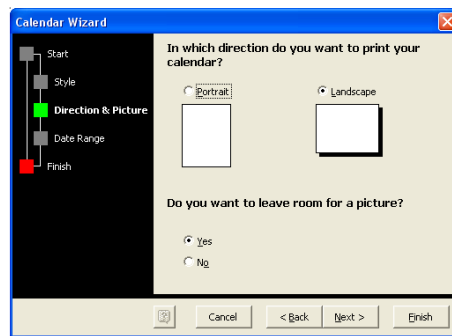 Calendar Wizard
Start
Style
Direction & Picture
Date Range
Finish
In which direction do you want to print your
calendar?
Portrait
Landscape
Do you want to leave room for a picture?
Yes
No
Cancel
< Back
Next >
Finish